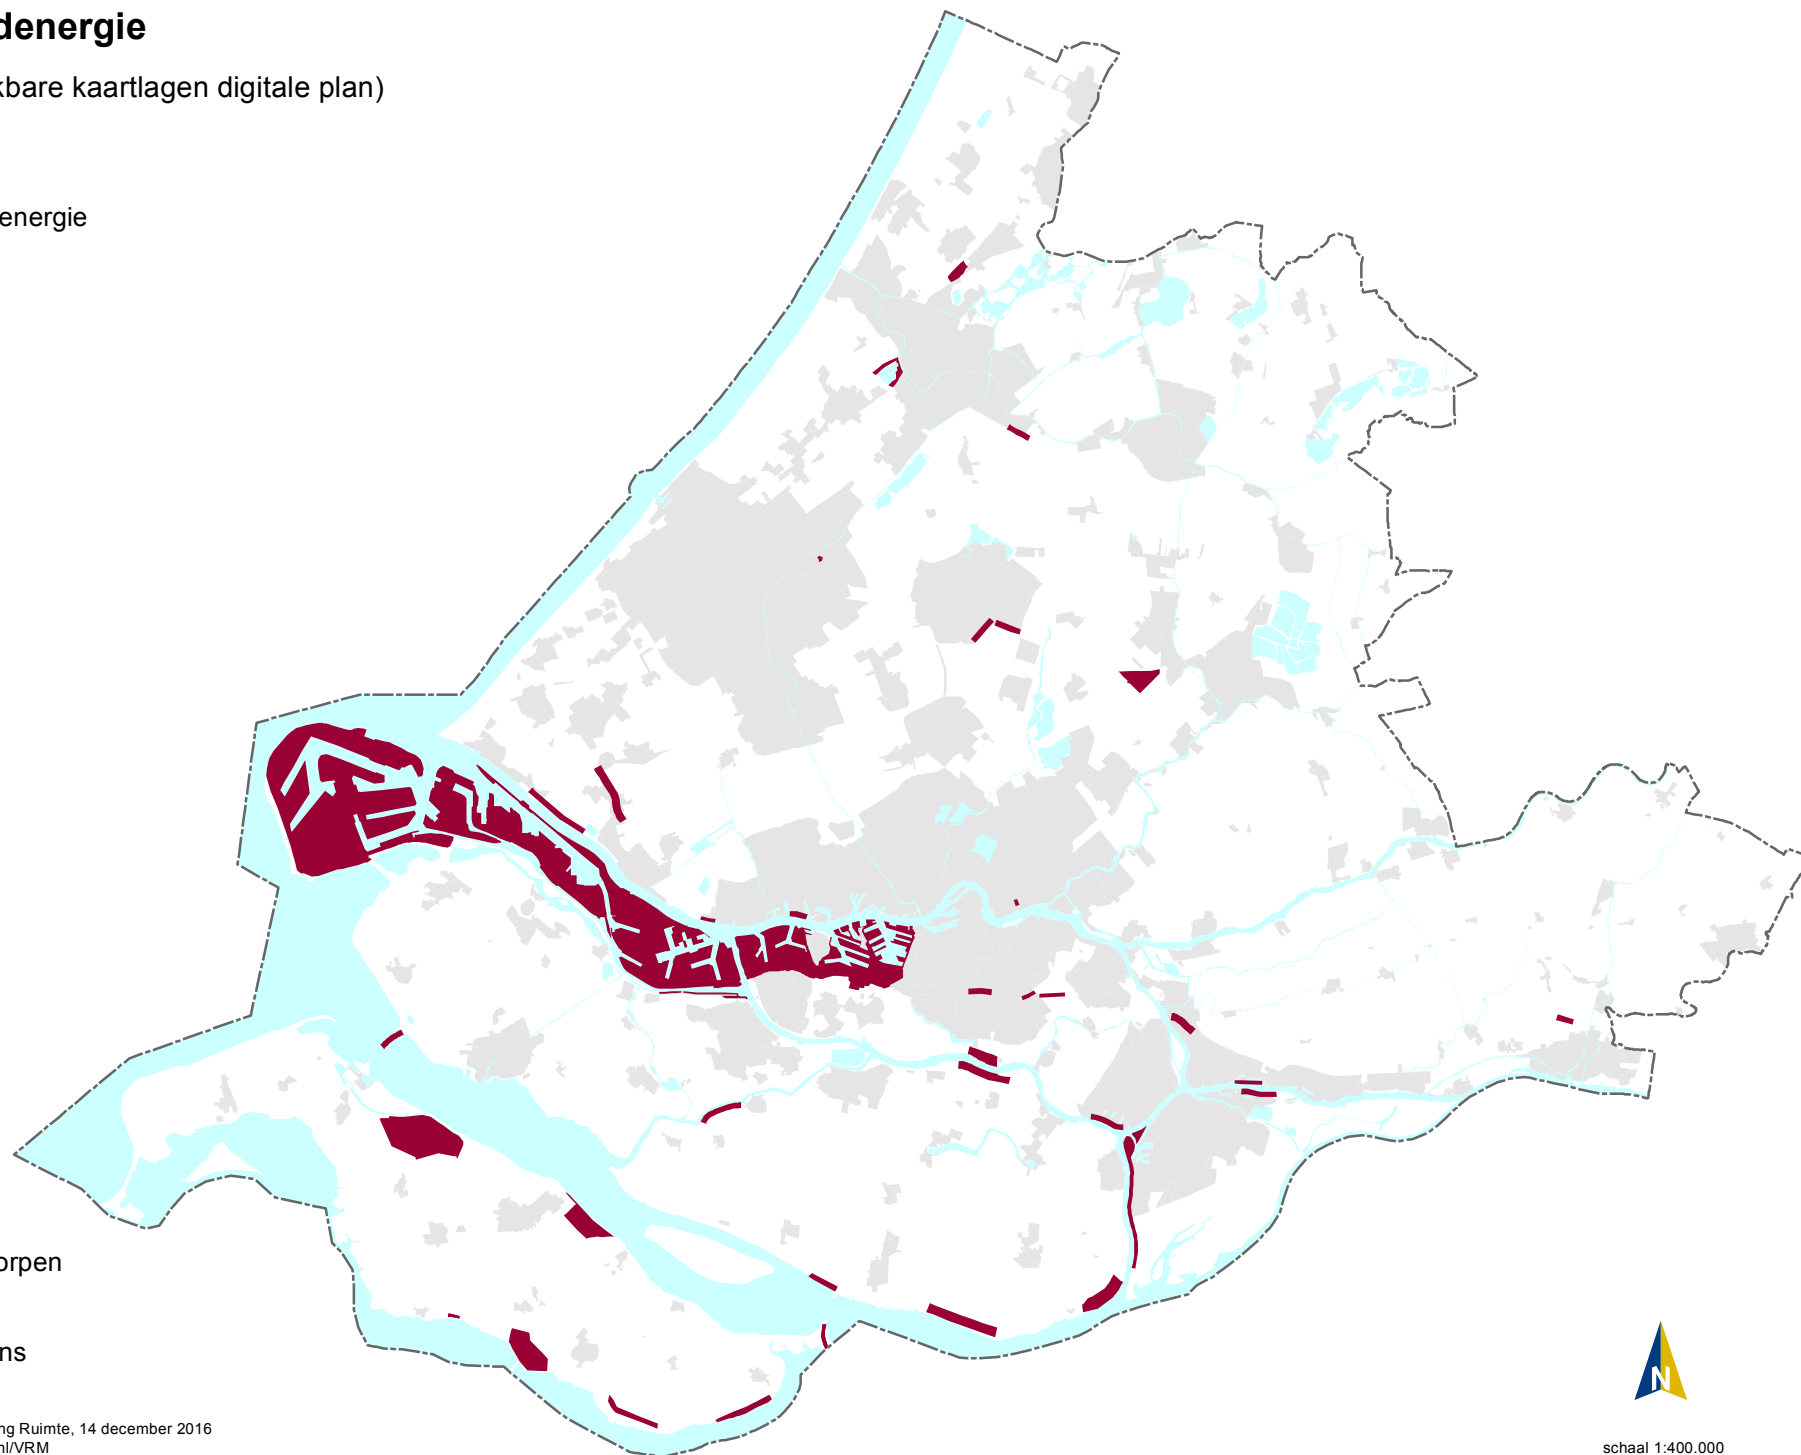 denergie
kbare kaartlagen digitale plan)
energie
orpen
ns
ng Ruimte, 14 december 2016
nl/VRM
N
schaal 1:400.000